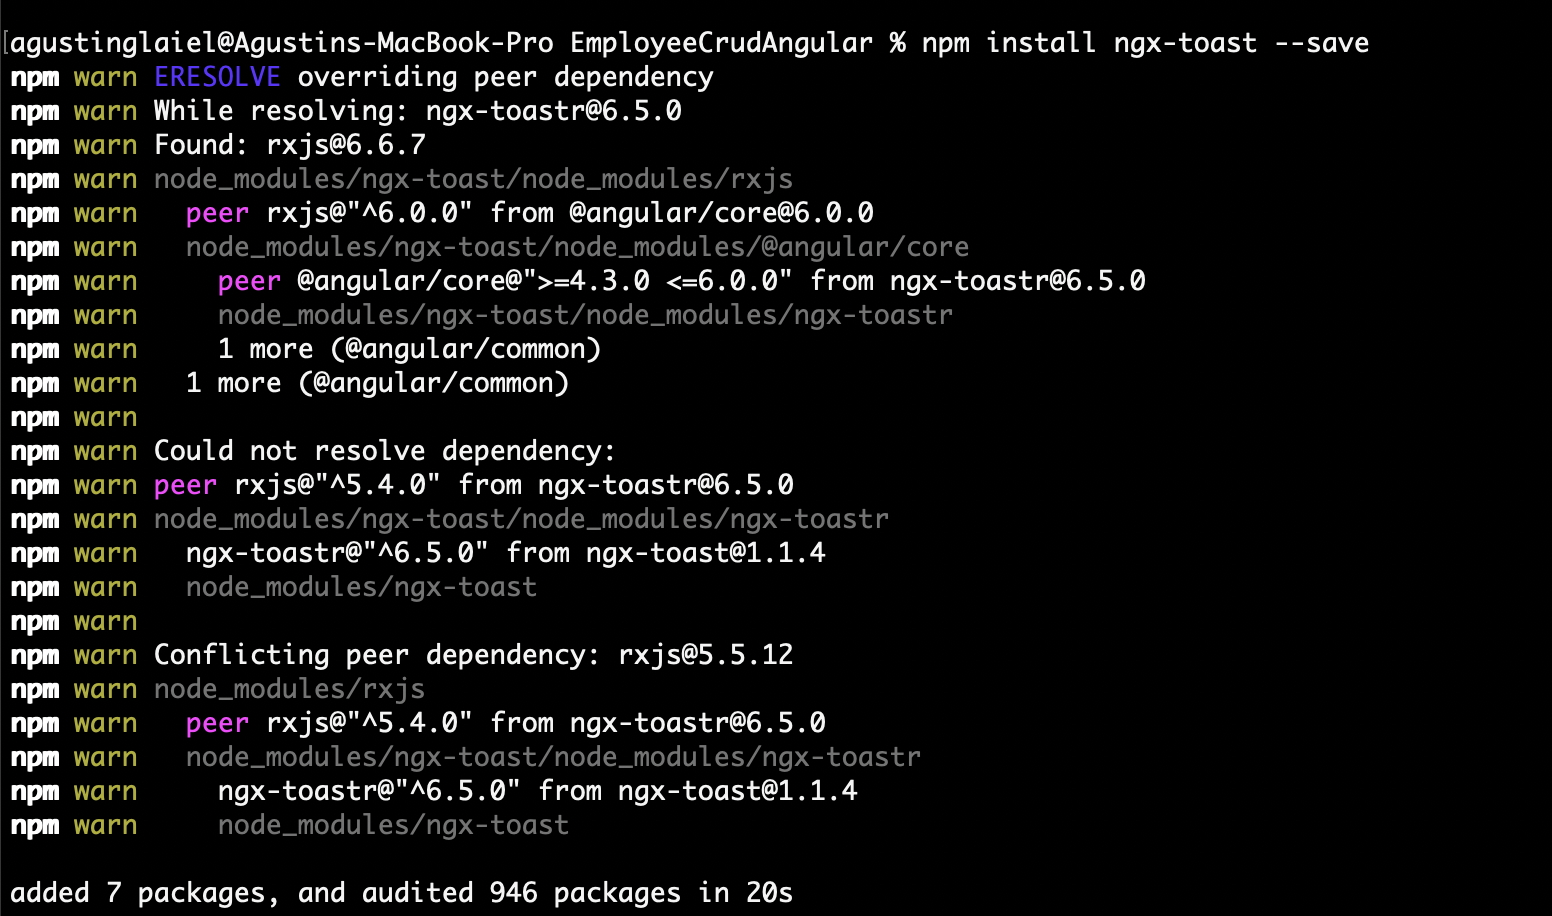 [agustinglaiel@Agustins-MacBook-Pro EmployeeCrudAngular % npm install ngx-toast --save
npm warn ERESOLVE overriding peer dependency
npm warn While resolving: ngx-toastr@6.5.0
npm warn Found: rxjs@6.6.7
npm warn node_modules/ngx-toast/node_modules/rxjs
npm warn   peer rxjs@"^6.0.0" from @angular/core@6.0.0
npm warn   node_modules/ngx-toast/node_modules/@angular/core
npm warn     peer @angular/core@">=4.3.0 <=6.0.0" from ngx-toastr@6.5.0
npm warn     node_modules/ngx-toast/node_modules/ngx-toastr
npm warn     1 more (@angular/common)
npm warn   1 more (@angular/common)
npm warn
npm warn Could not resolve dependency:
npm warn peer rxjs@"^5.4.0" from ngx-toastr@6.5.0
npm warn node_modules/ngx-toast/node_modules/ngx-toastr
npm warn   ngx-toastr@"^6.5.0" from ngx-toast@1.1.4
npm warn   node_modules/ngx-toast
npm warn
npm warn Conflicting peer dependency: rxjs@5.5.12
npm warn node_modules/rxjs
npm warn   peer rxjs@"^5.4.0" from ngx-toastr@6.5.0
npm warn   node_modules/ngx-toast/node_modules/ngx-toastr
npm warn     ngx-toastr@"^6.5.0" from ngx-toast@1.1.4
npm warn     node_modules/ngx-toast
added 7 packages, and audited 946 packages in 20s